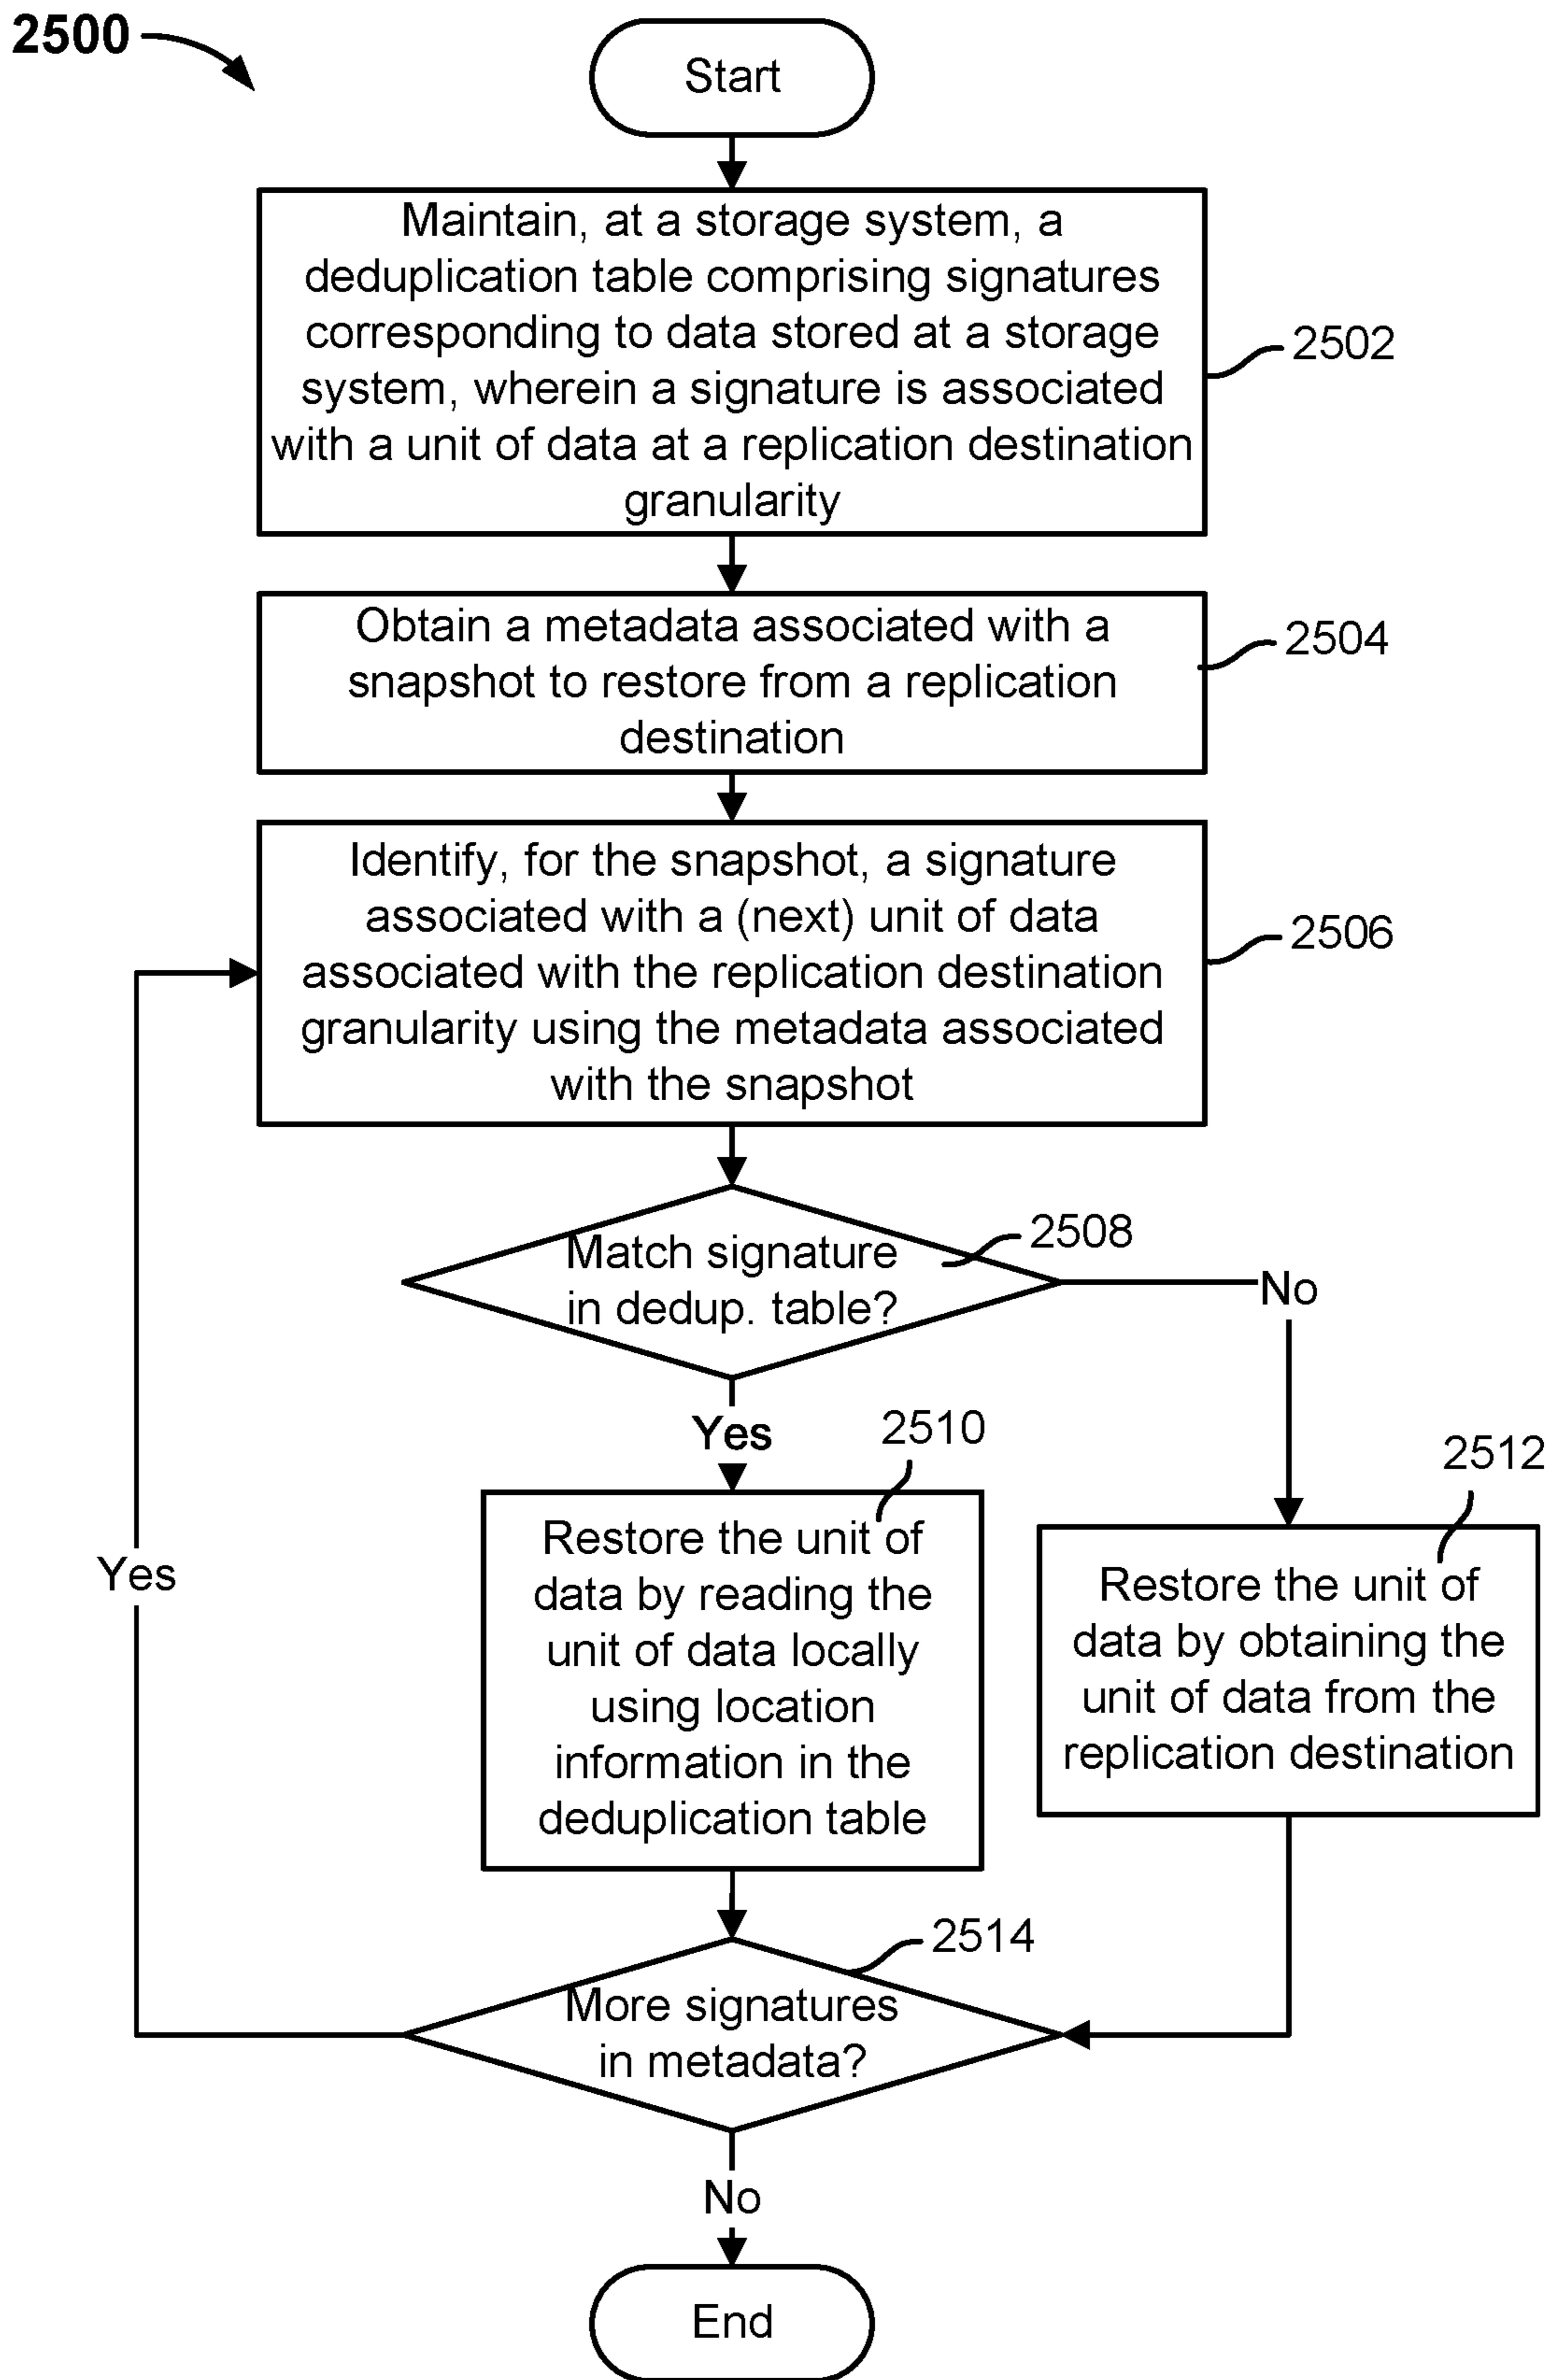 2500
Start
Maintain, at a storage system, a
deduplication table comprising signatures
corresponding to data stored at a storage
system, wherein a signature is associated
with a unit of data at a replication destination
granularity
2502
Obtain a metadata associated with a
snapshot to restore from a replication
destination
2504
Identify, for the snapshot, a signature
associated with a (next) unit of data
associated with the replication destination
granularity using the metadata associated
with the snapshot
2506
Match signature
in dedup. table?
2508
No
Yes
2510
Restore the unit of
data by reading the
unit of data locally
using location
information in the
deduplication table
2512
Restore the unit of
data by obtaining the
unit of data from the
replication destination
Yes
More signatures
in metadata?
2514
No
End